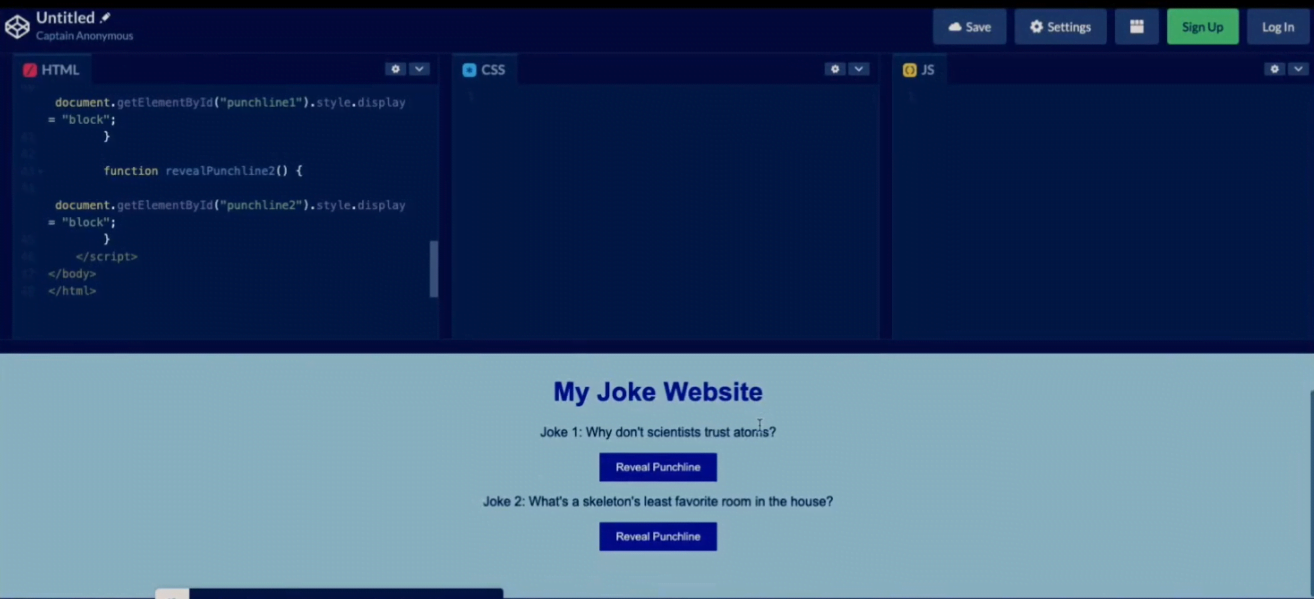 Untitled
Captain Anonymous
Save
Settings
Sign Up
Log In
HTML
CSS
JS
document.getElementById("punchline1").style.display
= "block";
}
function revealPunchline2() {
document.getElementById("punchline2").style.display
= "block";
}
</script>
</body>
</html>
My Joke Website
Joke 1: Why don't scientists trust atoms?
Reveal Punchline
Joke 2: What's a skeleton's least favorite room in the house?
Reveal Punchline